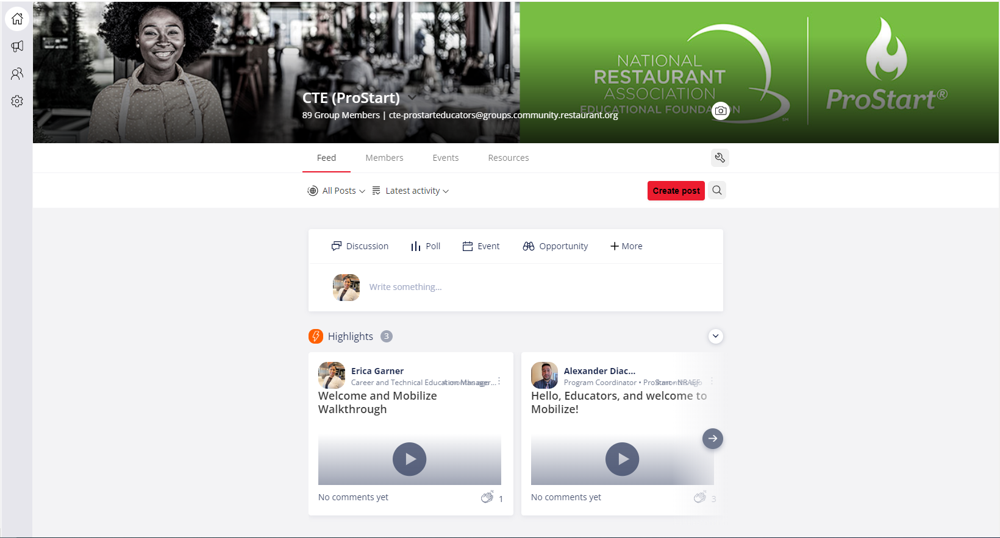 NATIONAL
RESTAURANT
ASSOCIATION
EDUCATIONAL FOUNDATION
SM
ProStart®
CTE (ProStart)
89 Group Members | cte-prostarteducators@groups.community.restaurant.org
Feed Members Events Resources
All Posts Latest activity Create post
Discussion Poll Event Opportunity More
Write something...
Highlights 3
Erica Garner
Career and Technical Education Manager...
Welcome and Mobilize
Walkthrough
No comments yet 1
Alexander Diac...
Program Coordinator • ProStart • NRAEF
Hello, Educators, and welcome to
Mobilize!
No comments yet 3